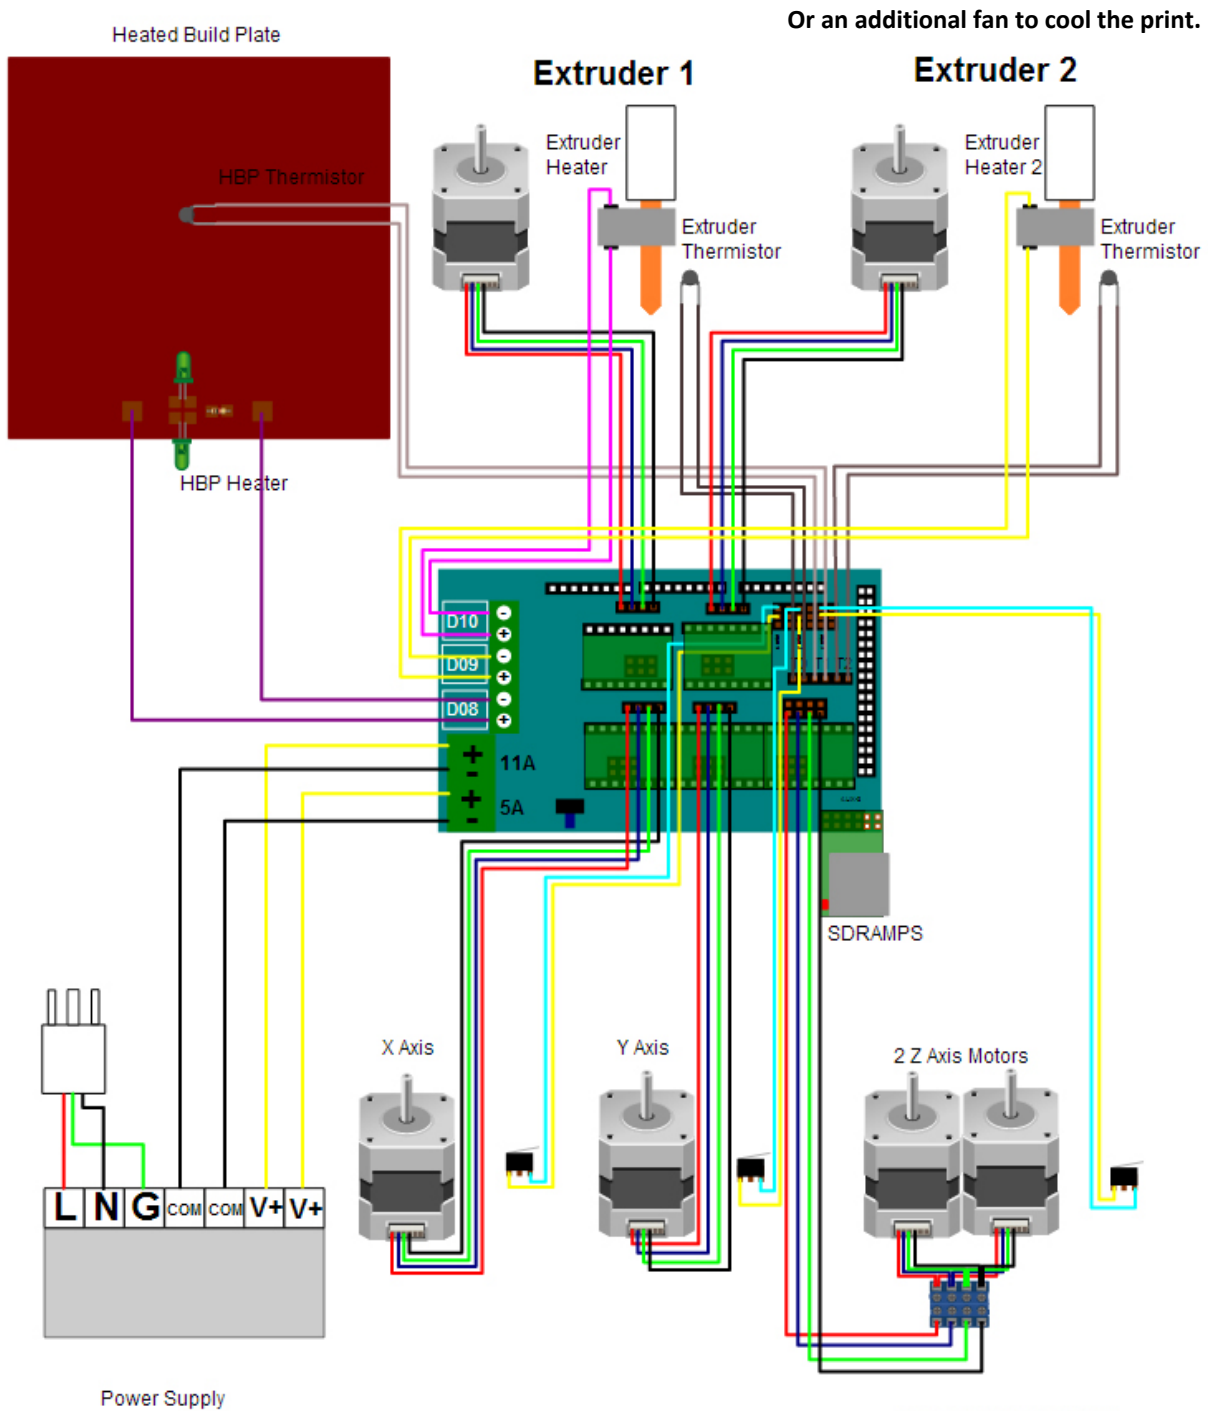 Or an additional fan to cool the print.
Heated Build Plate
Extruder 1
Extruder 2
Extruder
Heater
Extruder
Heater 2
HBP Thermistor
Extruder
Thermistor
Extruder
Thermistor
HBP Heater
D10
-
+
D09
-
+
D08
-
+
T1
T2
+
-
11A
+
-
5A
SDRAMPS
X Axis
Y Axis
2 Z Axis Motors
L N G COM COM V+ V+
Power Supply